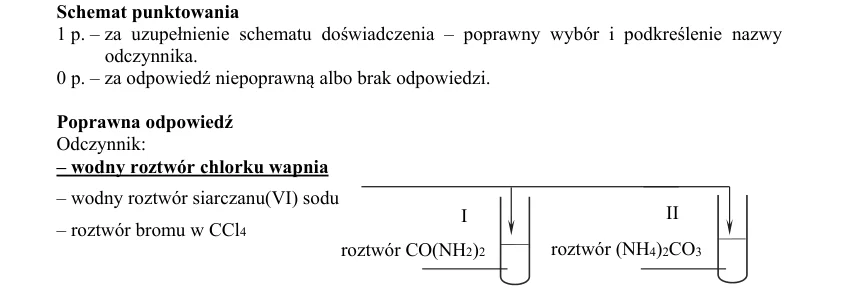 Schemat punktowania
1 p. – za uzupełnienie schematu doświadczenia – poprawny wybór i podkreślenie nazwy
odczynnika.
0 p. – za odpowiedź niepoprawną albo brak odpowiedzi.
Poprawna odpowiedź
Odczynnik:
– wodny roztwór chlorku wapnia
– wodny roztwór siarczanu(VI) sodu
– roztwór bromu w CCl4
I
II
roztwór CO(NH2)2
roztwór (NH4)2CO3